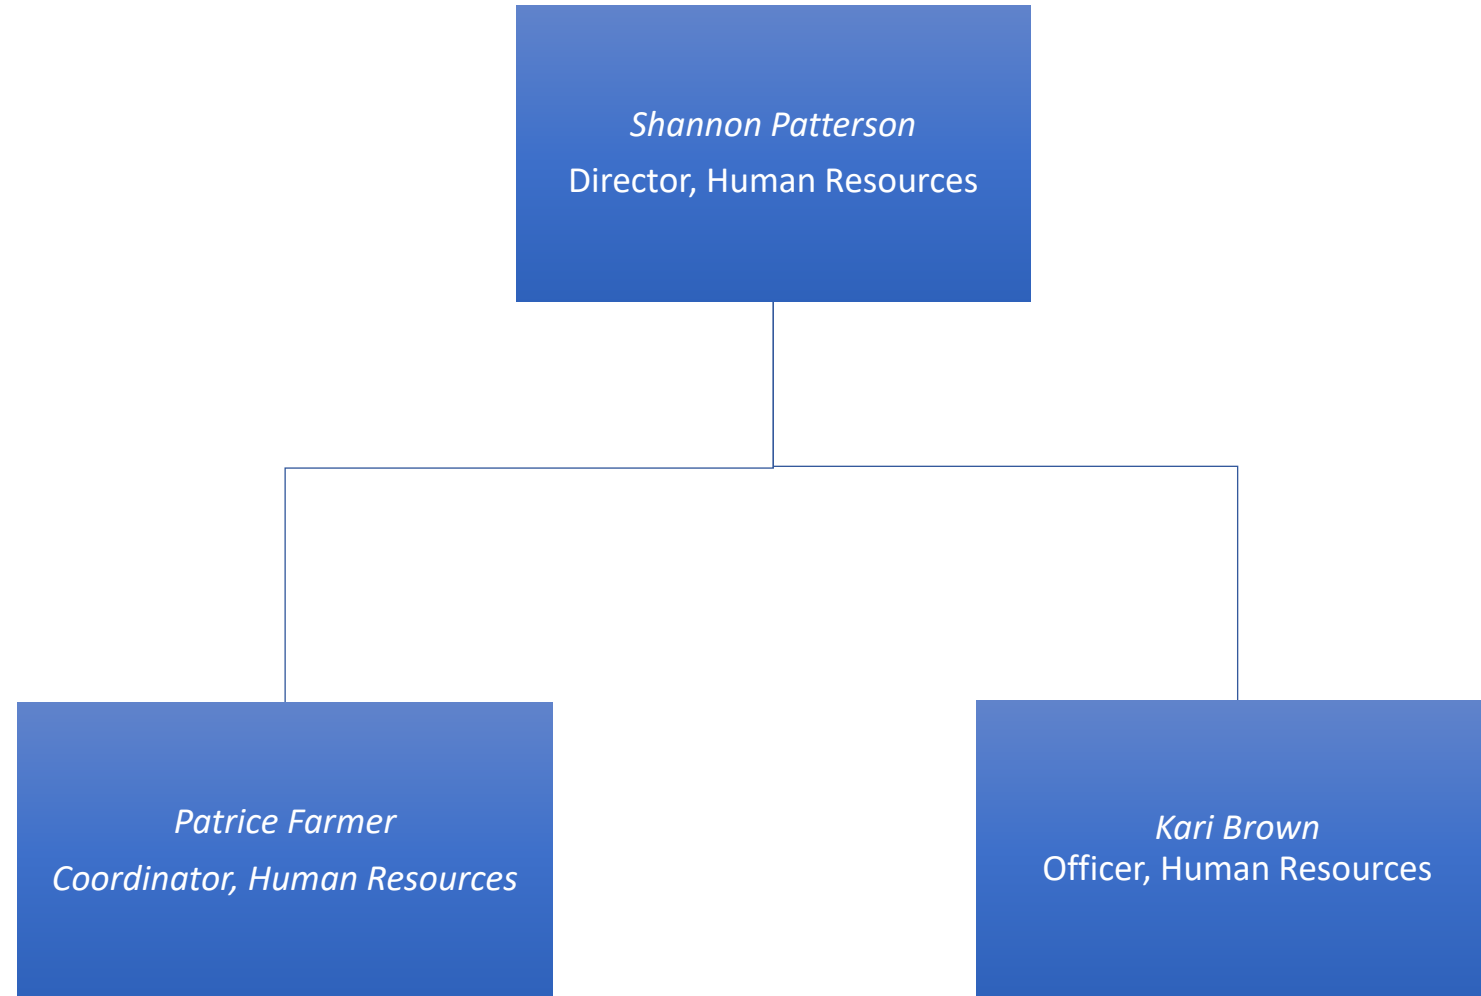 Shannon Patterson
Director, Human Resources
Patrice Farmer
Coordinator, Human Resources
Kari Brown
Officer, Human Resources